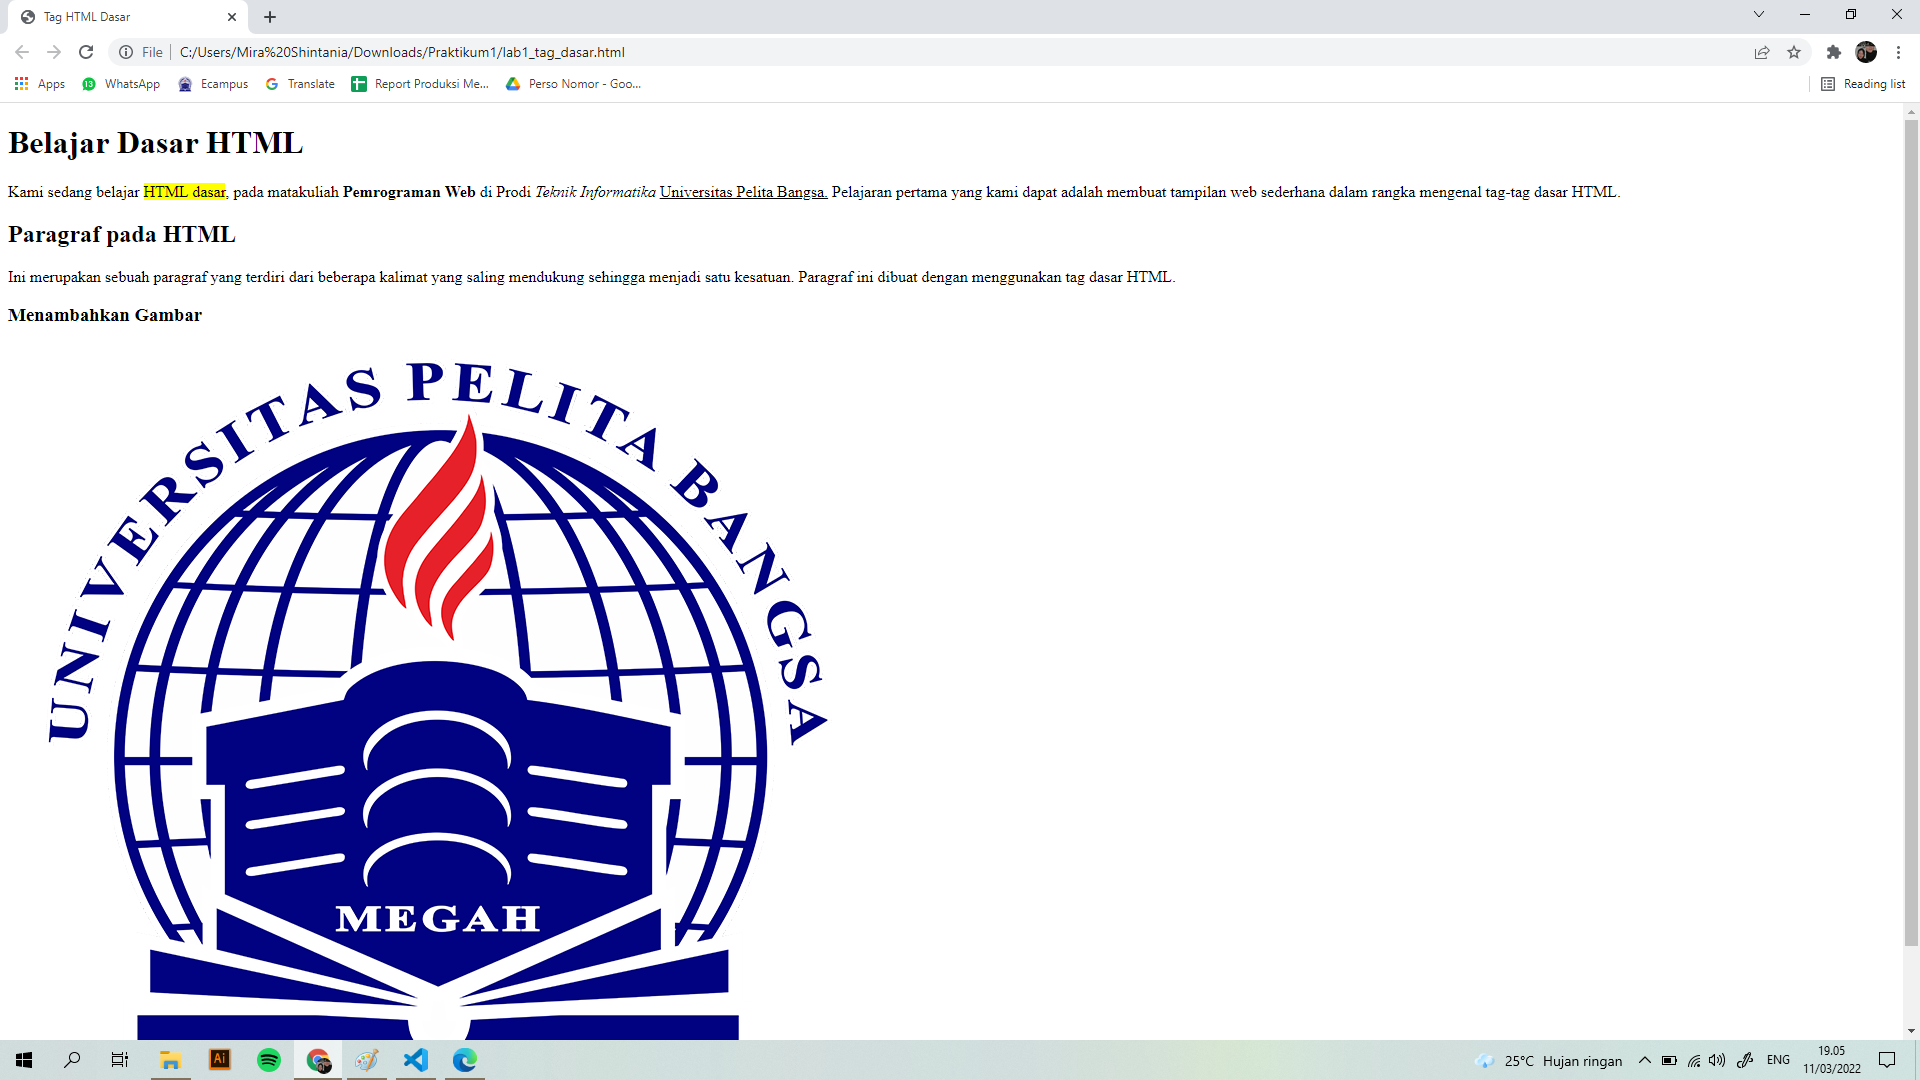 Tag HTML Dasar
File
C:/Users/Mira%20Shintania/Downloads/Praktikum1/lab1_tag_dasar.html
Apps
13
WhatsApp
Ecampus
Translate
Report Produksi Me...
Perso Nomor - Goo...
Reading list
Belajar Dasar HTML
Kami sedang belajar HTML dasar, pada matakuliah Pemrograman Web di Prodi Teknik Informatika Universitas Pelita Bangsa. Pelajaran pertama yang kami dapat adalah membuat tampilan web sederhana dalam rangka mengenal tag-tag dasar HTML.
Paragraf pada HTML
Ini merupakan sebuah paragraf yang terdiri dari beberapa kalimat yang saling mendukung sehingga menjadi satu kesatuan. Paragraf ini dibuat dengan menggunakan tag dasar HTML.
Menambahkan Gambar
UNIVERSITAS PELITA BANGSA
MEGAH
Ai
25°C Hujan ringan
ENG
19.05
11/03/2022